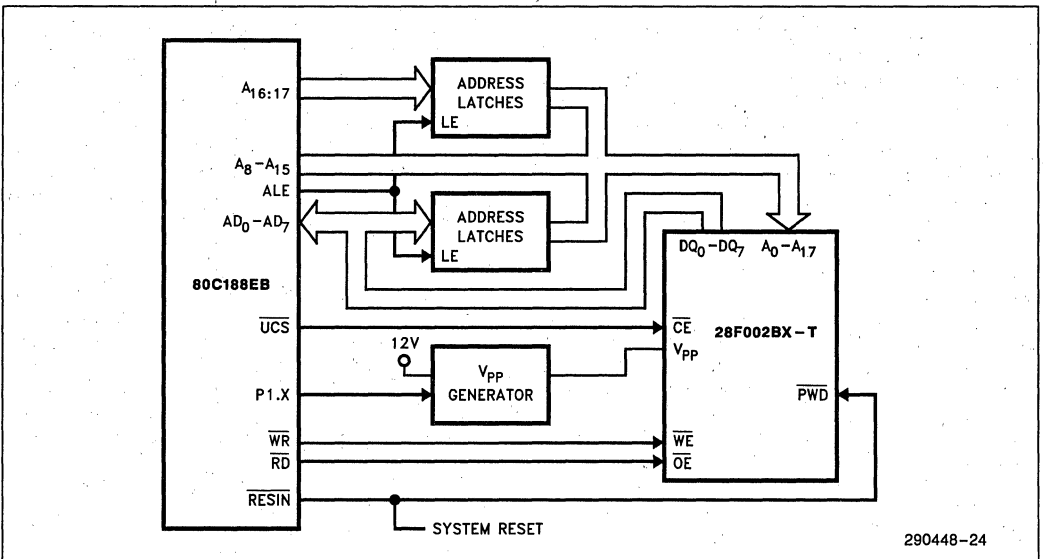 A16:17
ADDRESS
LATCHES
LE
A8-A15
ALE
AD0-AD7
ADDRESS
LATCHES
LE
DQ0-DQ7 A0-A17
80C188EB
28F002BX-T
UCS
CE
12V
VPP
VPP
GENERATOR
P1.X
PWD
WR
WE
RD
OE
RESIN
SYSTEM RESET
290448-24